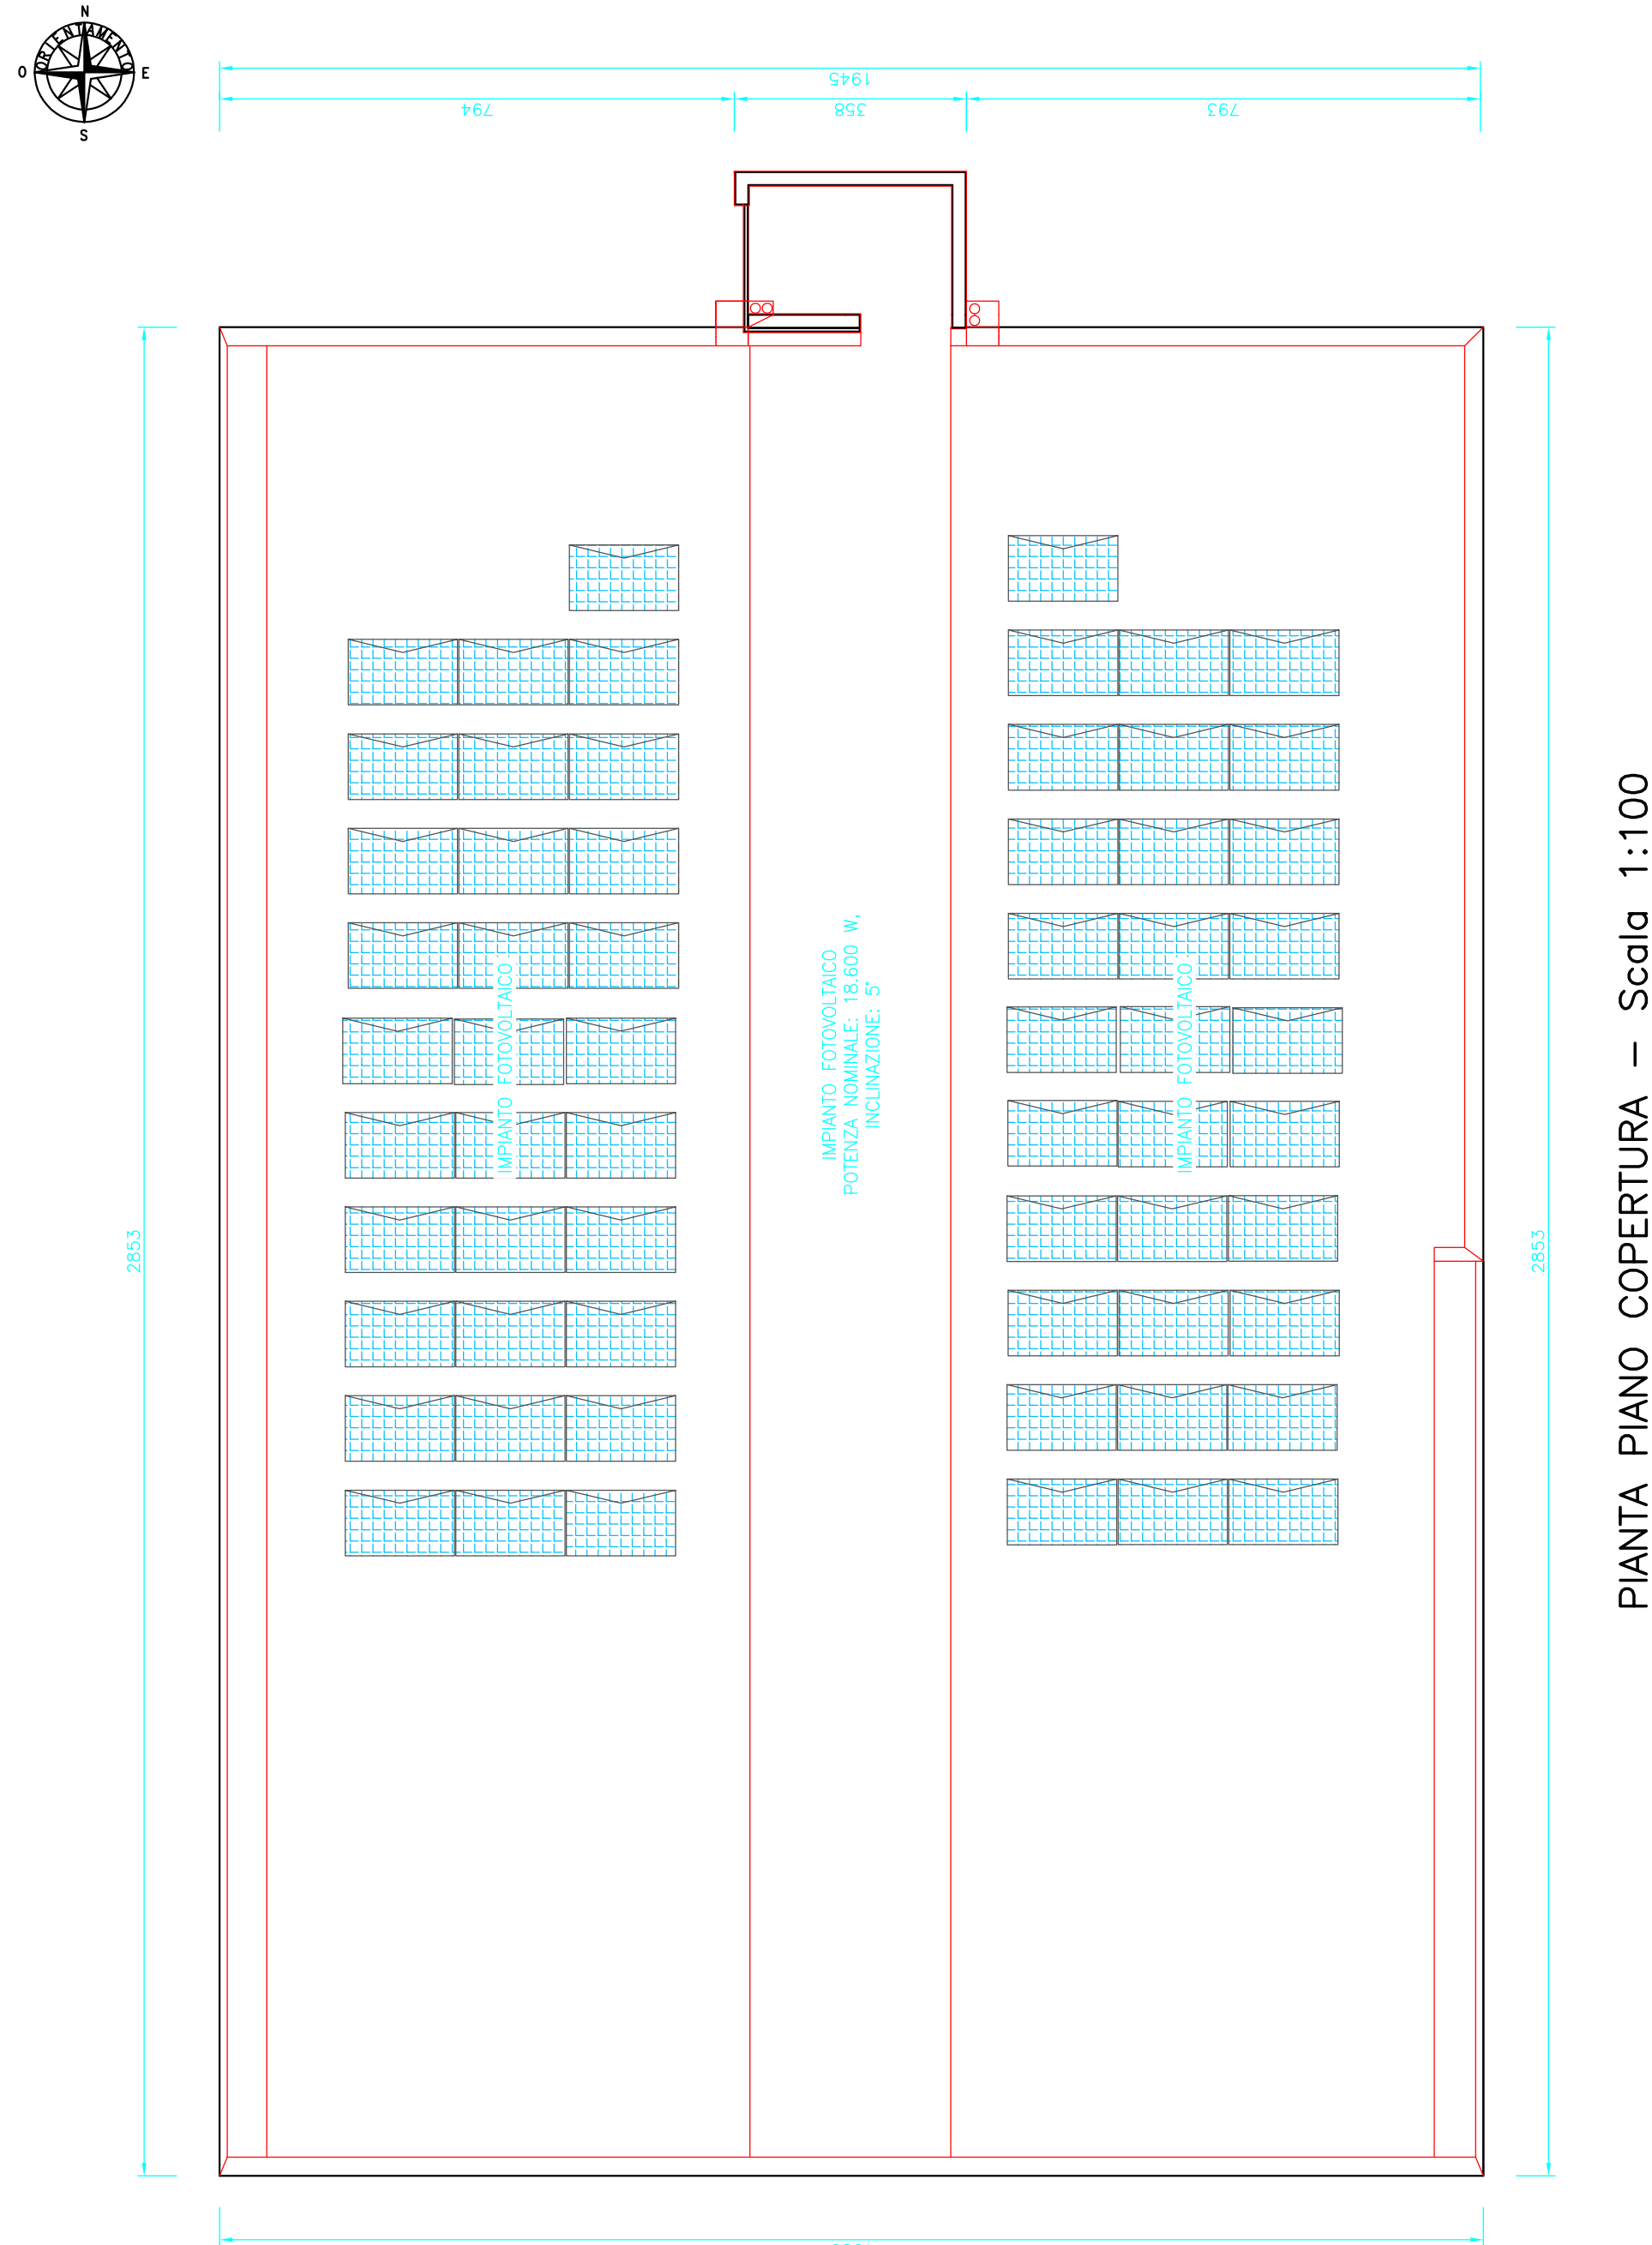 N
ORIENTAMENTO
O
E
S
1945
794
358
793
IMPIANTO FOTOVOLTAICO
IMPIANTO FOTOVOLTAICO
POTENZA NOMINALE: 18.600 W,
INCLINAZIONE: 5°
IMPIANTO FOTOVOLTAICO
2853
2853
PIANTA PIANO COPERTURA – Scala 1:100